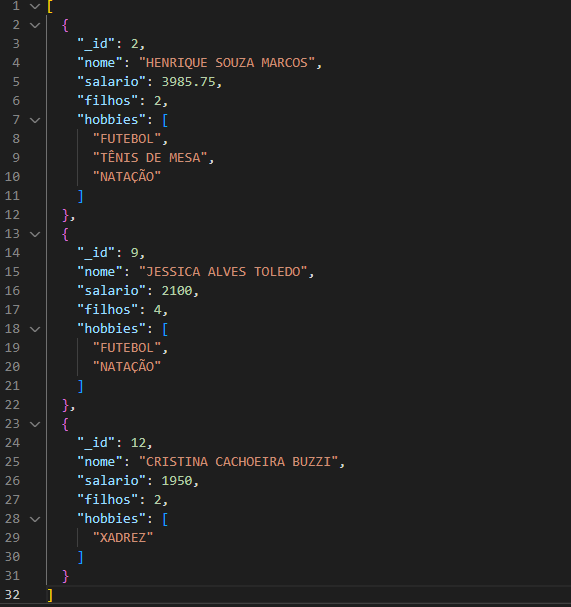 1 [
2 {
3 "_id": 2,
4 "nome": "HENRIQUE SOUZA MARCOS",
5 "salario": 3985.75,
6 "filhos": 2,
7 "hobbies": [
8 "FUTEBOL",
9 "TÊNIS DE MESA",
10 "NATAÇÃO"
11 ]
12 },
13 {
14 "_id": 9,
15 "nome": "JESSICA ALVES TOLEDO",
16 "salario": 2100,
17 "filhos": 4,
18 "hobbies": [
19 "FUTEBOL",
20 "NATAÇÃO"
21 ]
22 },
23 {
24 "_id": 12,
25 "nome": "CRISTINA CACHOEIRA BUZZI",
26 "salario": 1950,
27 "filhos": 2,
28 "hobbies": [
29 "XADREZ"
30 ]
31 }
32 ]